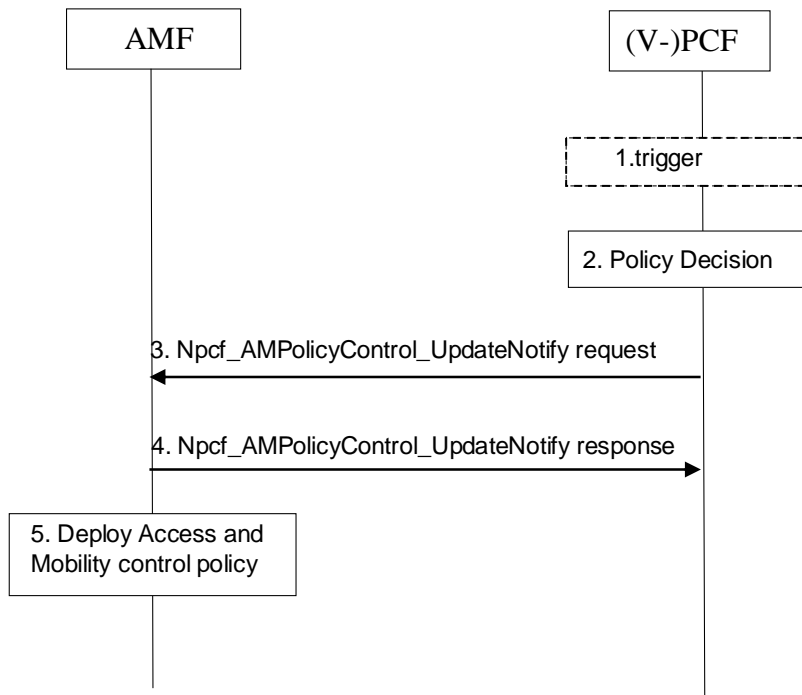 AMF
(V-)PCF
1.trigger
2. Policy Decision
3. Npcf_AMPolicyControl_UpdateNotify request
4. Npcf_AMPolicyControl_UpdateNotify response
5. Deploy Access and
Mobility control policy